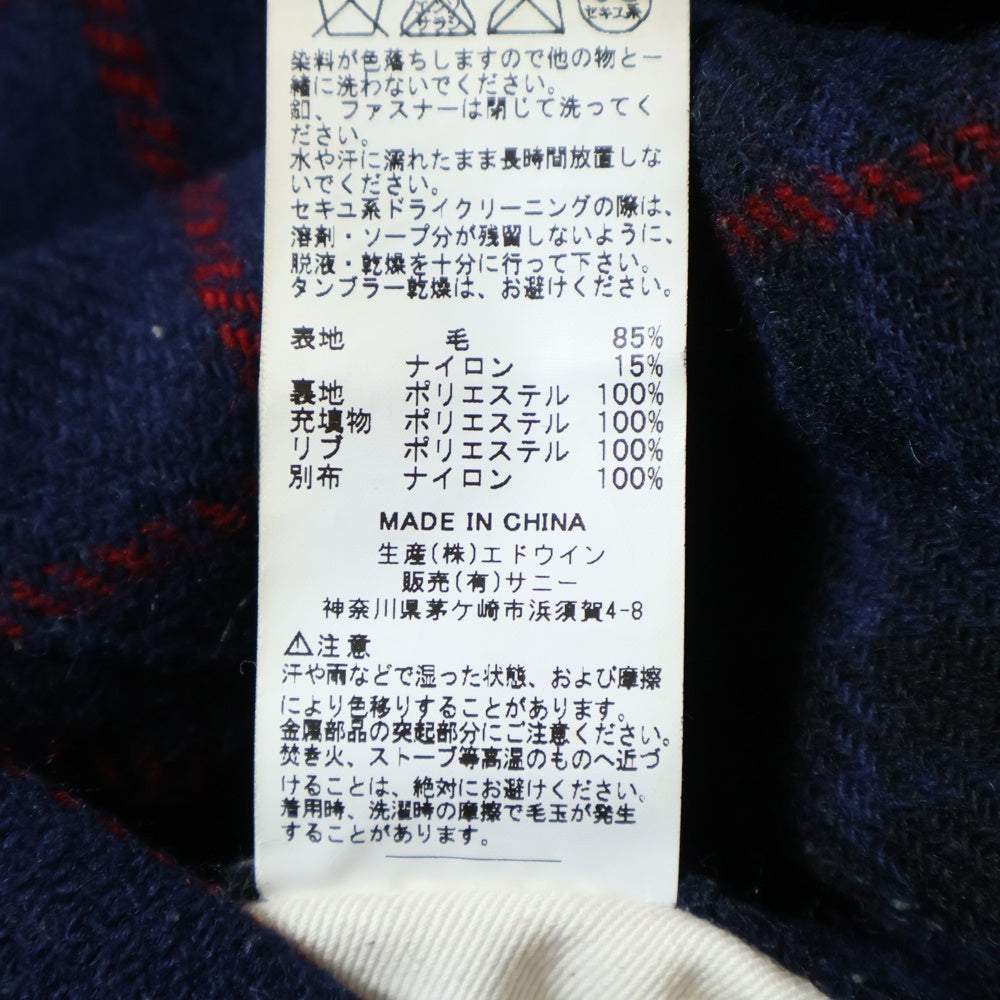 エンソ
サラシ
セキユ系
染料が色落ちしますので他の物と一
緒に洗わないでください。
釦、ファスナーは閉じて洗ってく
ださい。
水や汗に濡れたまま長時間放置しな
いでください。
セキユ系ドライクリーニングの際は、
溶剤・ソープ分が残留しないように、
脱液・乾燥を十分に行って下さい。
タンブラー乾燥は、お避けください。
表地 毛 85%
ナイロン 15%
裏地 ポリエステル 100%
充填物 ポリエステル 100%
リブ ポリエステル 100%
別布 ナイロン 100%
MADE IN CHINA
生産(株)エドウイン
販売(有)サニー
神奈川県茅ケ崎市浜須賀4-8
⚠注意
汗や雨などで湿った状態、および摩擦
により色移りすることがあります。
金属部品の突起部分にご注意ください。
焚き火、ストーブ等高温のものへ近づ
けることは、絶対にお避けください。
着用時、洗濯時の摩擦で毛玉が発生
することがあります。